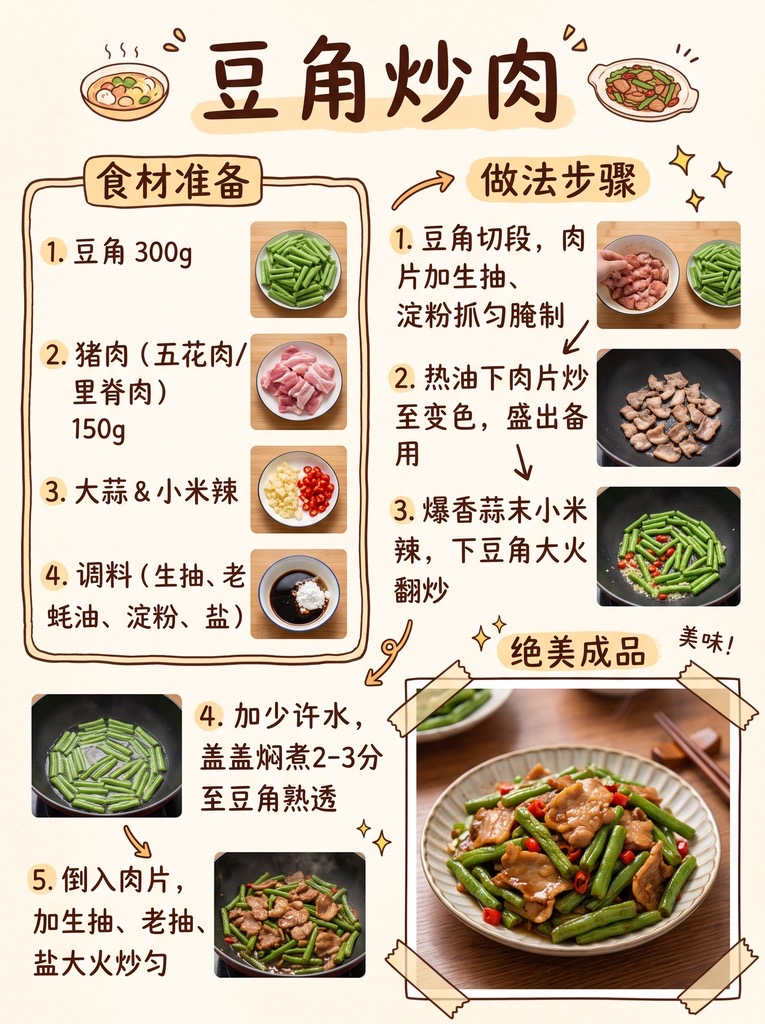 豆角炒肉
食材准备
1. 豆角 300g
2. 猪肉（五花肉/
里脊肉）
150g
3. 大蒜 & 小米辣
4. 调料（生抽、老
蚝油、淀粉、盐）
做法步骤
1. 豆角切段，肉
片加生抽、
淀粉抓匀腌制
2. 热油下肉片炒
至变色，盛出备
用
3. 爆香蒜末小米
辣，下豆角大火
翻炒
4. 加少许水，
盖盖焖煮2-3分
至豆角熟透
5. 倒入肉片，
加生抽、老抽、
盐大火炒匀
绝美成品
美味！